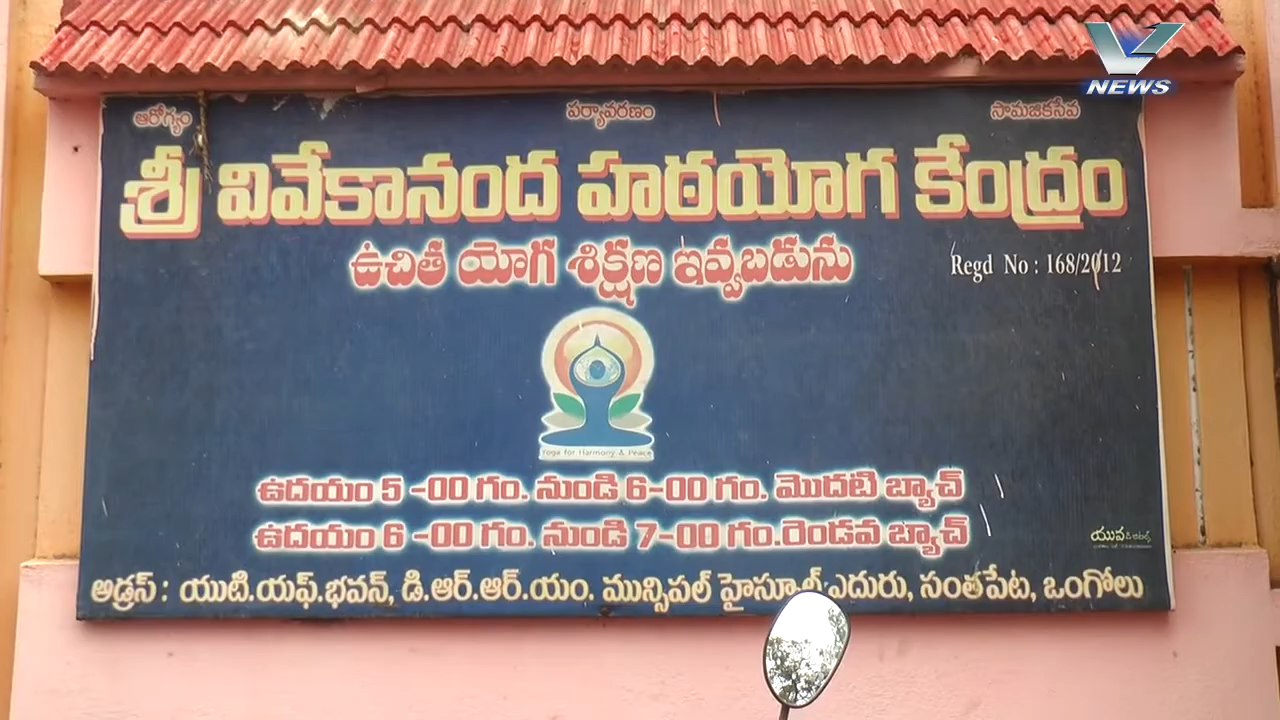 V NEWS
ఆరోగ్యం పర్యావరణం సామజికసేవ
శ్రీ వివేకానంద హఠయోగ కేంద్రం
ఉచిత యోగ శిక్షణ ఇవ్వబడును
Regd No : 168/2012
Yoga for Harmony & Peace
ఉదయం 5 -00 గం. నుండి 6-00 గం. మొదటి బ్యాచ్
ఉదయం 6 -00 గం. నుండి 7-00 గం.రెండవ బ్యాచ్
యువ
అడ్రస్ : యుటి.యఫ్.భవన్, డి.ఆర్.ఆర్.యం. మున్సిపల్ హైస్కూల్ ఎదురు, సంతపేట, ఒంగోలు